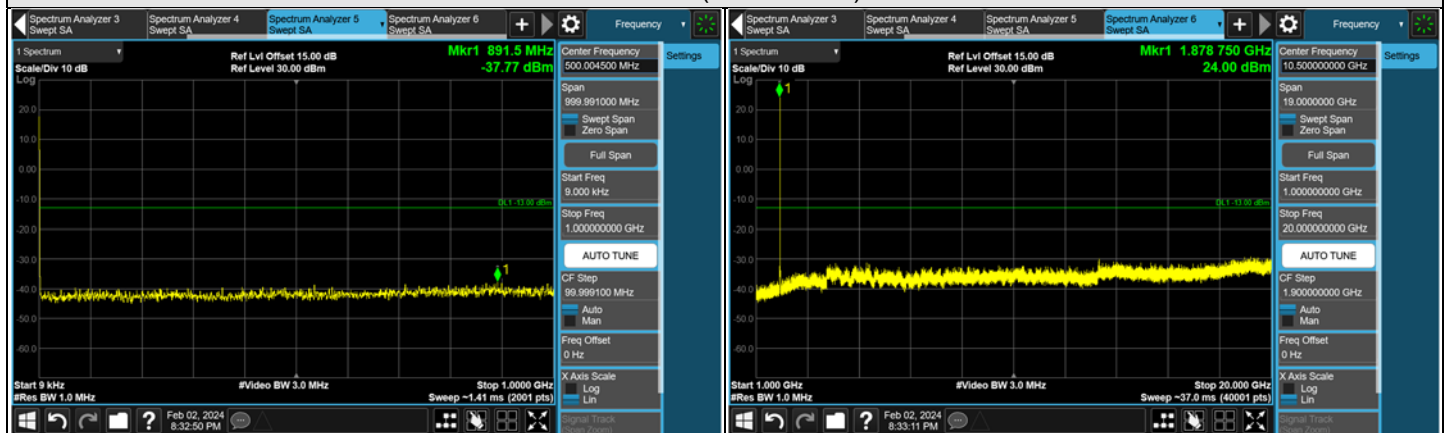 Spectrum Analyzer 3
Swept SA
Spectrum Analyzer 4
Swept SA
Spectrum Analyzer 5
Swept SA
Spectrum Analyzer 6
Swept SA
+
Frequency
1 Spectrum
Scale/Div 10 dB
Log
Ref Lvl Offset 15.00 dB
Ref Level 30.00 dBm
Mkr1 891.5 MHz
-37.77 dBm
1
20.0
10.0
0.00
-10.0
DL1 -13.00 dBm
-20.0
-30.0
1
-40.0
-50.0
-60.0
Start 9 kHz
#Res BW 1.0 MHz
#Video BW 3.0 MHz
Stop 1.0000 GHz
Sweep ~1.41 ms (2001 pts)
Center Frequency
500.004500 MHz
Settings
Span
999.991000 MHz
Swept Span
Zero Span
Full Span
Start Freq
9.000 kHz
Stop Freq
1.000000000 GHz
AUTO TUNE
CF Step
99.999100 MHz
Auto
Man
Freq Offset
0 Hz
X Axis Scale
Log
Lin
Signal Track
(Span Zoom)
?
Feb 02, 2024
8:32:50 PM
Spectrum Analyzer 3
Swept SA
Spectrum Analyzer 4
Swept SA
Spectrum Analyzer 5
Swept SA
Spectrum Analyzer 6
Swept SA
+
Frequency
1 Spectrum
Scale/Div 10 dB
Log
Ref Lvl Offset 15.00 dB
Ref Level 30.00 dBm
Mkr1 1.878 750 GHz
24.00 dBm
1
20.0
10.0
0.00
-10.0
DL1 -13.00 dBm
-20.0
-30.0
-40.0
-50.0
-60.0
Start 1.000 GHz
#Res BW 1.0 MHz
#Video BW 3.0 MHz
Stop 20.000 GHz
Sweep ~37.0 ms (40001 pts)
Center Frequency
10.500000000 GHz
Settings
Span
19.0000000 GHz
Swept Span
Zero Span
Full Span
Start Freq
1.000000000 GHz
Stop Freq
20.000000000 GHz
AUTO TUNE
CF Step
1.900000000 GHz
Auto
Man
Freq Offset
0 Hz
X Axis Scale
Log
Lin
Signal Track
(Span Zoom)
?
Feb 02, 2024
8:33:11 PM